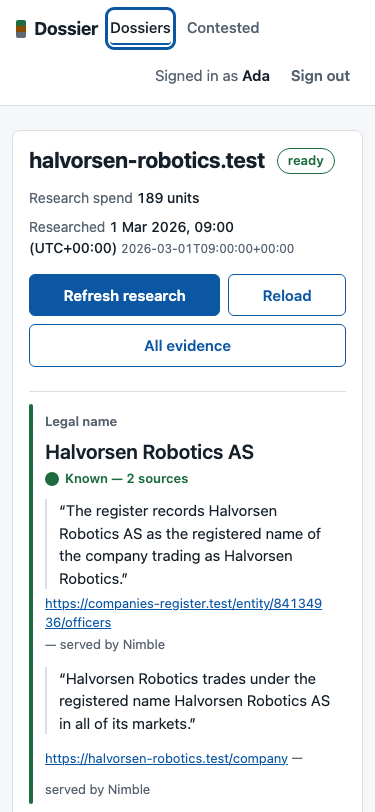 Dossier Dossiers Contested
Signed in as Ada Sign out
halvorsen-robotics.test ready
Research spend 189 units
Researched 1 Mar 2026, 09:00
(UTC+00:00) 2026-03-01T09:00:00+00:00
Refresh research Reload
All evidence
Legal name
Halvorsen Robotics AS
Known — 2 sources
“The register records Halvorsen
Robotics AS as the registered name of
the company trading as Halvorsen
Robotics.”
https://companies-register.test/entity/841349
36/officers
— served by Nimble
“Halvorsen Robotics trades under the
registered name Halvorsen Robotics AS
in all of its markets.”
https://halvorsen-robotics.test/company —
served by Nimble